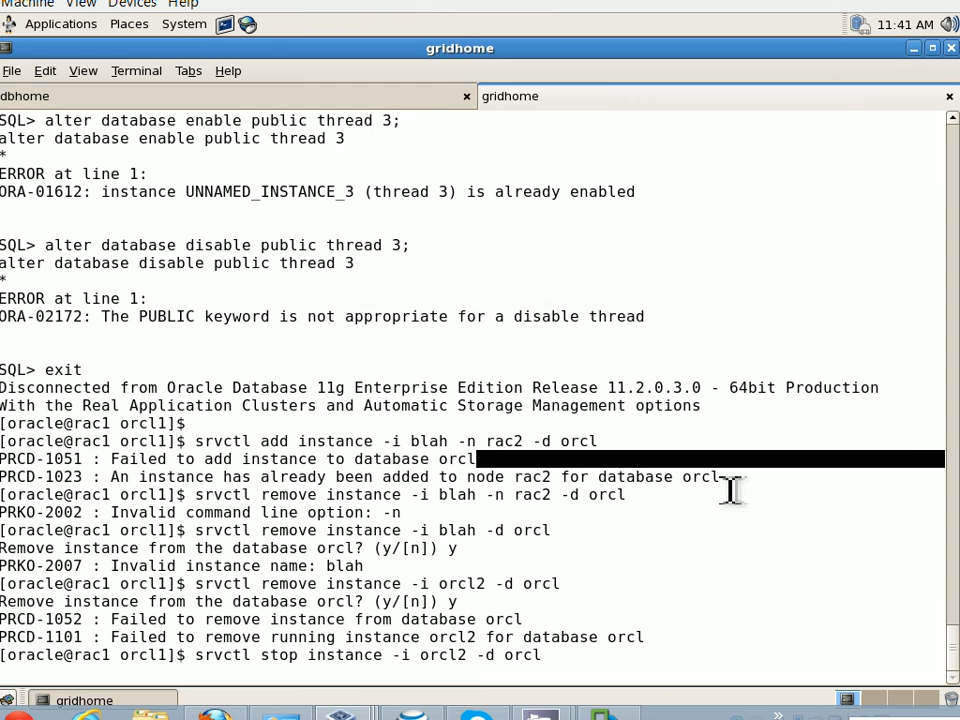 Machine View Devices Help
Applications Places System 11:41 AM
gridhome
File Edit View Terminal Tabs Help
dbhome × gridhome ×
SQL> alter database enable public thread 3;
alter database enable public thread 3
*
ERROR at line 1:
ORA-01612: instance UNNAMED_INSTANCE_3 (thread 3) is already enabled
SQL> alter database disable public thread 3;
alter database disable public thread 3
*
ERROR at line 1:
ORA-02172: The PUBLIC keyword is not appropriate for a disable thread
SQL> exit
Disconnected from Oracle Database 11g Enterprise Edition Release 11.2.0.3.0 - 64bit Production
With the Real Application Clusters and Automatic Storage Management options
[oracle@rac1 orcl1]$
[oracle@rac1 orcl1]$ srvctl add instance -i blah -n rac2 -d orcl
PRCD-1051 : Failed to add instance to database orcl
PRCD-1023 : An instance has already been added to node rac2 for database orcl
[oracle@rac1 orcl1]$ srvctl remove instance -i blah -n rac2 -d orcl
PRKO-2002 : Invalid command line option: -n
[oracle@rac1 orcl1]$ srvctl remove instance -i blah -d orcl
Remove instance from the database orcl? (y/[n]) y
PRKO-2007 : Invalid instance name: blah
[oracle@rac1 orcl1]$ srvctl remove instance -i orcl2 -d orcl
Remove instance from the database orcl? (y/[n]) y
PRCD-1052 : Failed to remove instance from database orcl
PRCD-1101 : Failed to remove running instance orcl2 for database orcl
[oracle@rac1 orcl1]$ srvctl stop instance -i orcl2 -d orcl
gridhome